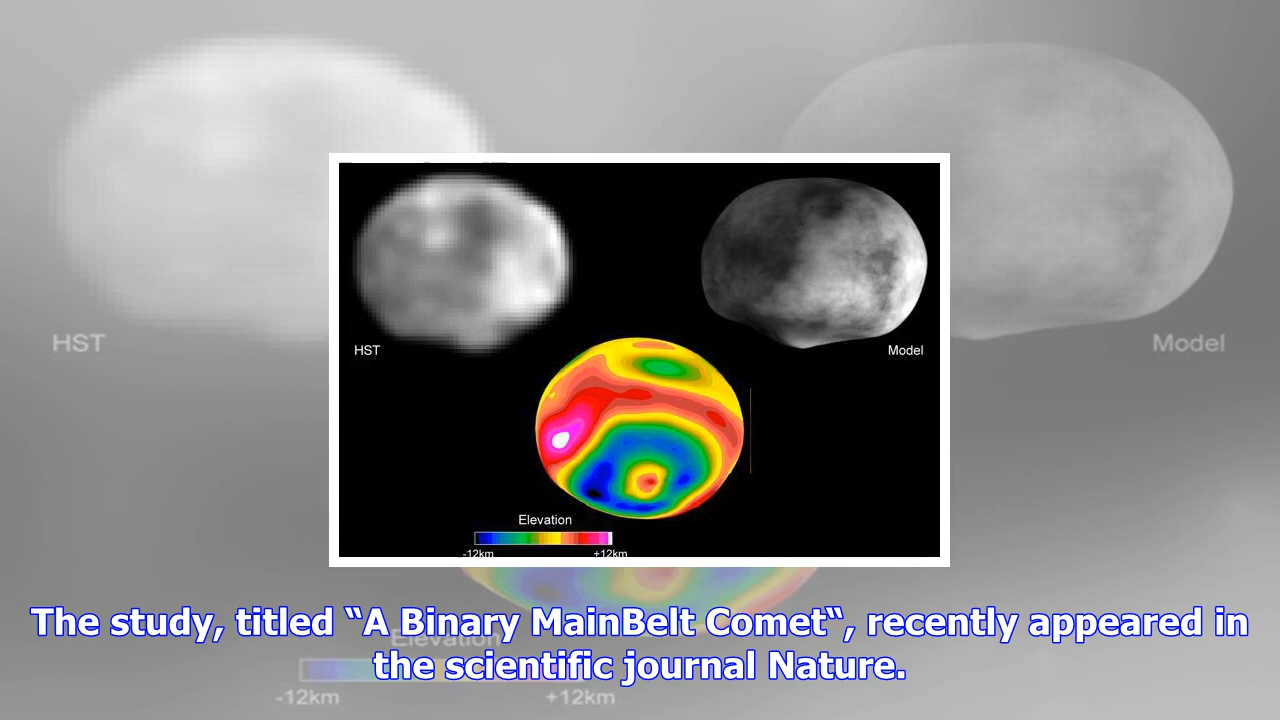 HST
Model
HST
Model
Elevation
-12km
+12km
The study, titled “A Binary MainBelt Comet“, recently appeared in
the scientific journal Nature.
Elevation
-12km
+12km